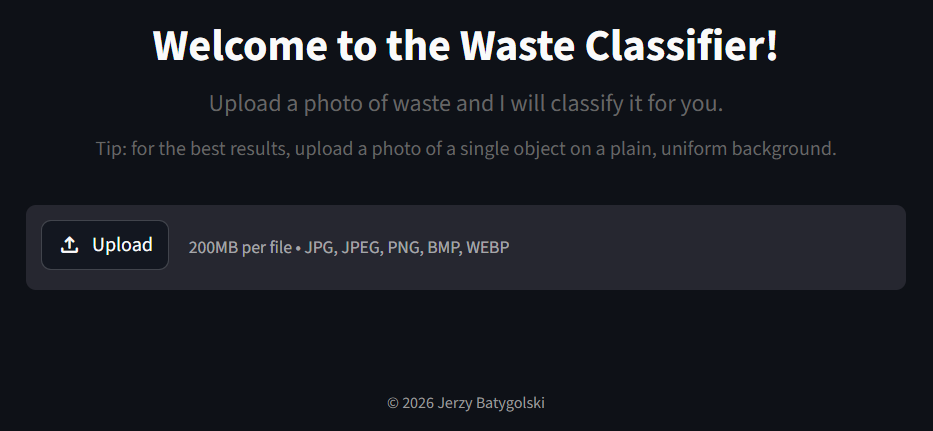 Welcome to the Waste Classifier!
Upload a photo of waste and I will classify it for you.
Tip: for the best results, upload a photo of a single object on a plain, uniform background.
Upload
200MB per file • JPG, JPEG, PNG, BMP, WEBP
© 2026 Jerzy Batygolski